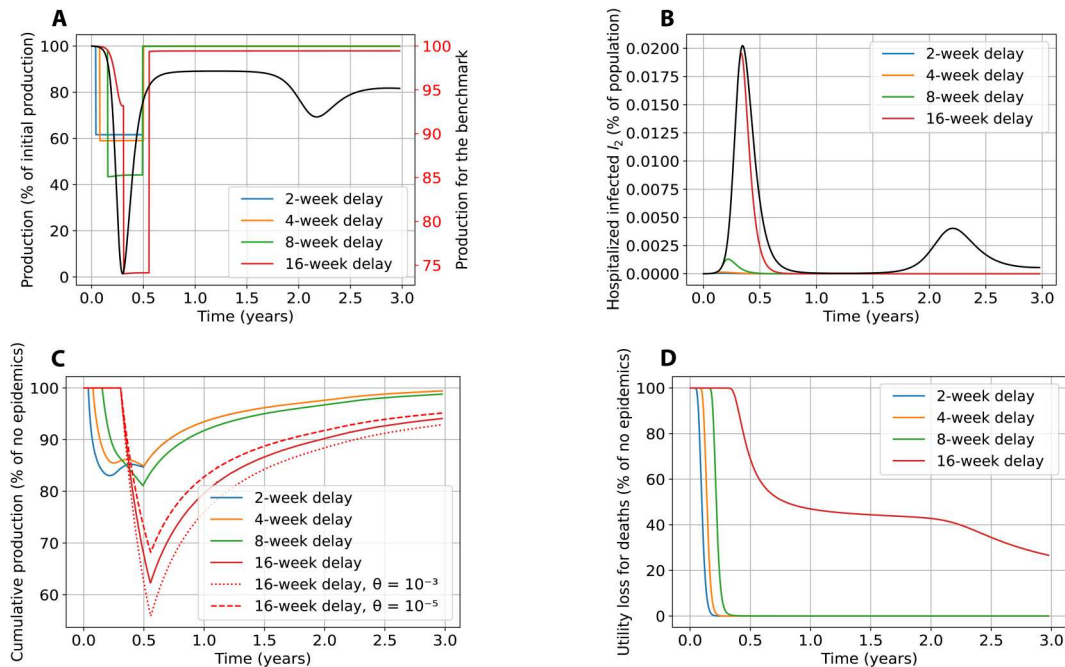 A
Production (% of initial production)
100
80
60
40
20
0
100
95
90
85
80
75
Production for the benchmark
2-week delay
4-week delay
8-week delay
16-week delay
0.0 0.5 1.0 1.5 2.0 2.5 3.0
Time (years)
B
Hospitalized infected I₂ (% of population)
0.0200
0.0175
0.0150
0.0125
0.0100
0.0075
0.0050
0.0025
0.0000
2-week delay
4-week delay
8-week delay
16-week delay
0.0 0.5 1.0 1.5 2.0 2.5 3.0
Time (years)
C
Cumulative production (% of no epidemics)
100
90
80
70
60
2-week delay
4-week delay
8-week delay
16-week delay
16-week delay, θ = 10⁻³
16-week delay, θ = 10⁻⁵
0.0 0.5 1.0 1.5 2.0 2.5 3.0
Time (years)
D
Utility loss for deaths (% of no epidemics)
100
80
60
40
20
0
2-week delay
4-week delay
8-week delay
16-week delay
0.0 0.5 1.0 1.5 2.0 2.5 3.0
Time (years)